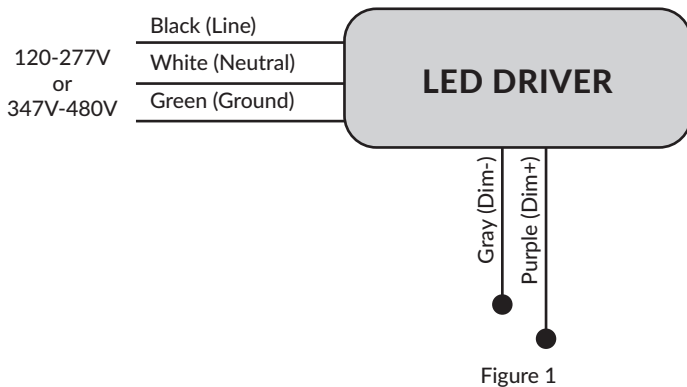 Black (Line)
120-277V
or
347V-480V
White (Neutral)
Green (Ground)
LED DRIVER
Gray (Dim-)
Purple (Dim+)
Figure 1